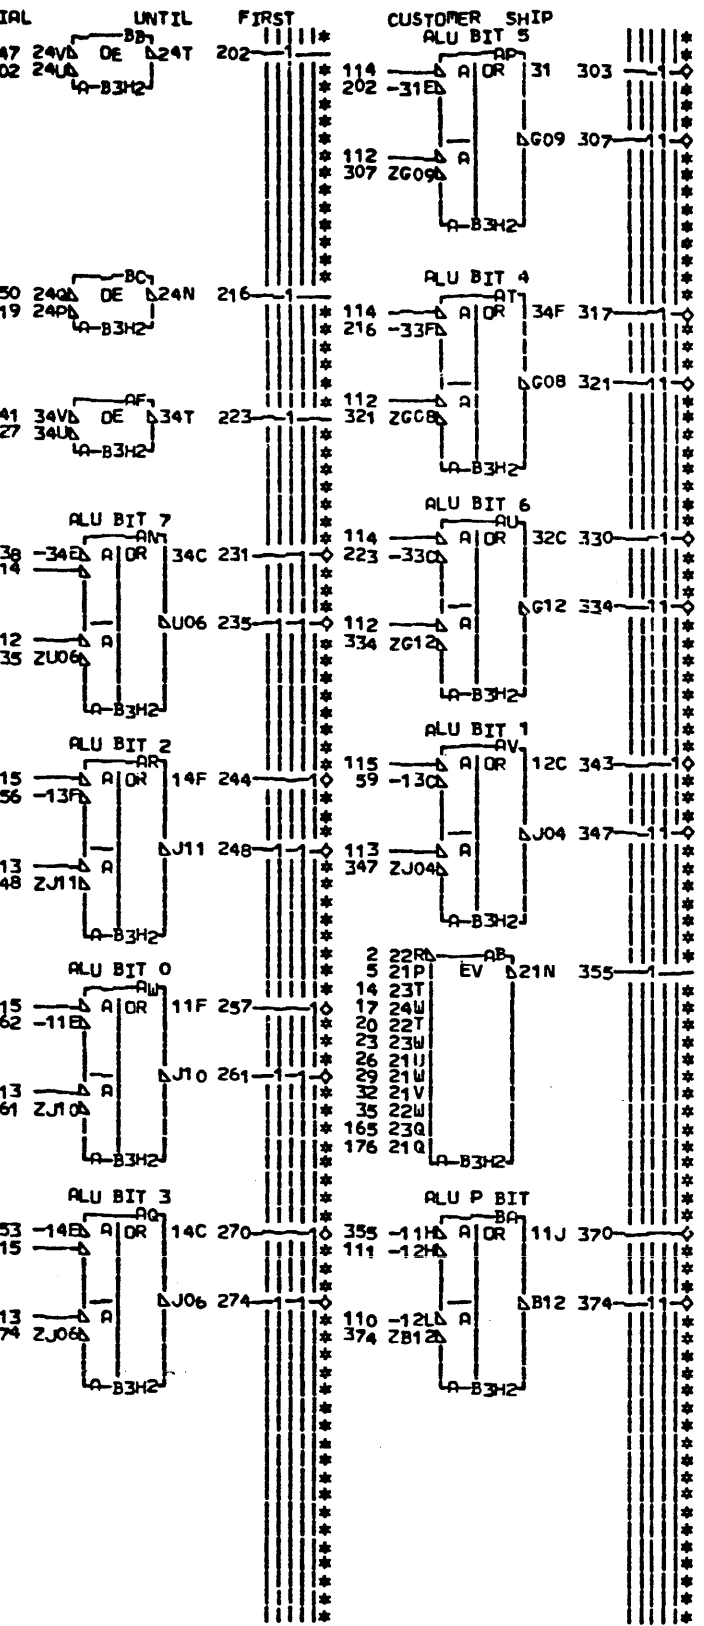 IAL UNTIL FIRST CUSTOMER SHIP
BB
47 24V OE 24T 202
02 24U
A-B3H2
BC
50 24Q OE 24N 216
19 24P
A-B3H2
AF
41 34V OE 34T 223
27 34U
A-B3H2
ALU BIT 7
AN
38 -34E A OR 34C 231
14
U06 235
12 A
35 ZU06
A-B3H2
ALU BIT 2
AR
15 A OR 14F 244
56 -13F
J11 248
13 A
48 ZJ11
A-B3H2
ALU BIT 0
AW
15 A OR 11F 257
62 -11E
J10 261
13 A
61 ZJ10
A-B3H2
ALU BIT 3
AQ
53 -14E A OR 14C 270
15
J06 274
13 A
74 ZJ06
A-B3H2
ALU BIT 5
AP
114 A OR 31 303
202 -31E
G09 307
112 A
307 ZG09
A-B3H2
ALU BIT 4
AT
114 A OR 34F 317
216 -33F
G08 321
112 A
321 ZG08
A-B3H2
ALU BIT 6
AU
114 A OR 32C 330
223 -33C
G12 334
112 A
334 ZG12
A-B3H2
ALU BIT 1
AV
115 A OR 12C 343
59 -13C
J04 347
113 A
347 ZJ04
A-B3H2
2 22R AB
5 21P EV 21N 355
14 23T
17 24W
20 22T
23 23W
26 21U
29 21W
32 21V
35 22W
165 23Q
176 21Q
A-B3H2
ALU P BIT
BA
355 -11H A OR 11J 370
111 -12H
B12 374
110 -12L A
374 ZB12
A-B3H2